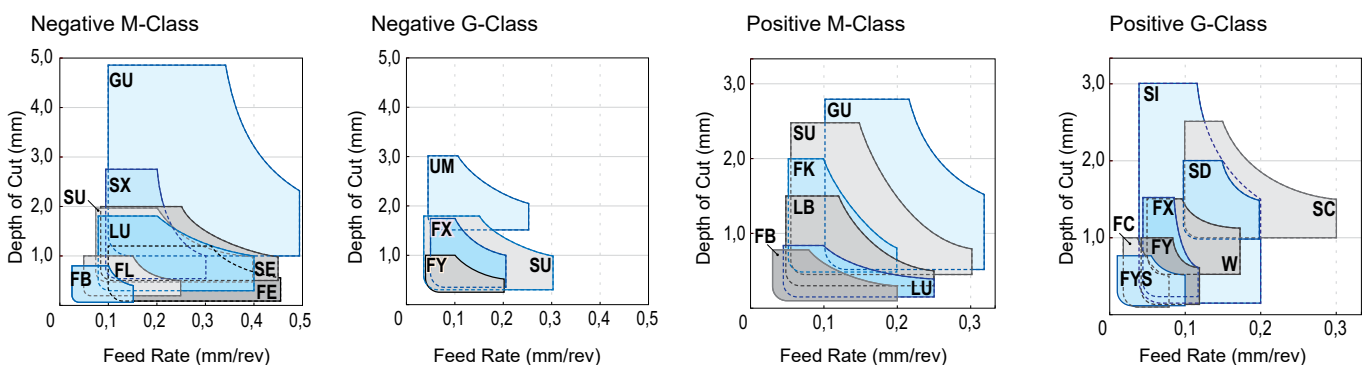 Negative M-Class
Depth of Cut (mm)
5,0
4,0
3,0
2,0
1,0
0
0,1
0,2
0,3
0,4
0,5
Feed Rate (mm/rev)
GU
SX
SU
LU
FL
FB
SE
FE
Negative G-Class
Depth of Cut (mm)
5,0
4,0
3,0
2,0
1,0
0
0,1
0,2
0,3
0,4
0,5
Feed Rate (mm/rev)
UM
FX
FY
SU
Positive M-Class
Depth of Cut (mm)
3,0
2,0
1,0
0
0,1
0,2
0,3
Feed Rate (mm/rev)
GU
SU
FK
LB
FB
LU
Positive G-Class
Depth of Cut (mm)
3,0
2,0
1,0
0
0,1
0,2
0,3
Feed Rate (mm/rev)
SI
SD
FX
SC
FC
FY
W
FYS